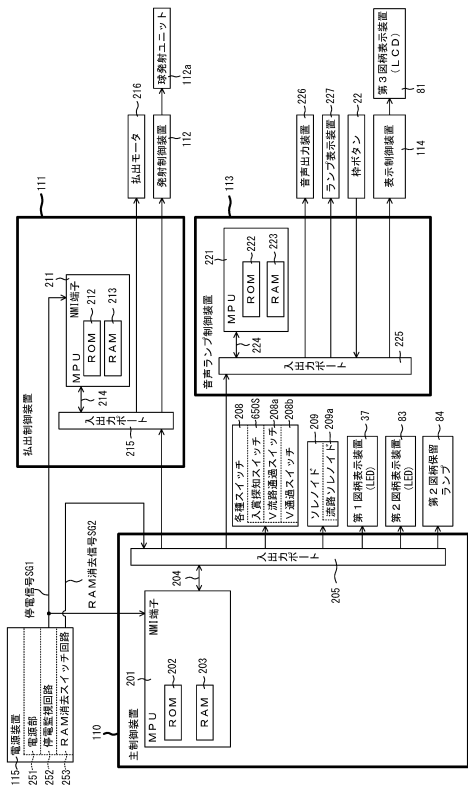 115
電源装置
251
電源部
252
停電監視回路
253
RAM消去スイッチ回路
停電信号SG1
RAM消去信号SG2
111
払出制御装置
211
MPU
NMI端子
ROM
212
RAM
213
214
215
入出力ポート
払出モータ
216
発射制御装置
112
球発射ユニット
112a
110
主制御装置
201
MPU
NMI端子
ROM
202
RAM
203
204
入出力ポート
205
各種スイッチ
208
入賞探知スイッチ
650S
V流路通過スイッチ
208a
V通過スイッチ
208b
ソレノイド
209
流路ソレノイド
209a
第1図柄表示装置
(LED)
37
第2図柄表示装置
(LED)
83
第2図柄保留
ランプ
84
113
音声ランプ制御装置
221
MPU
ROM
222
RAM
223
224
入出力ポート
225
音声出力装置
226
ランプ表示装置
227
枠ボタン
22
表示制御装置
114
第3図柄表示装置
(LCD)
81